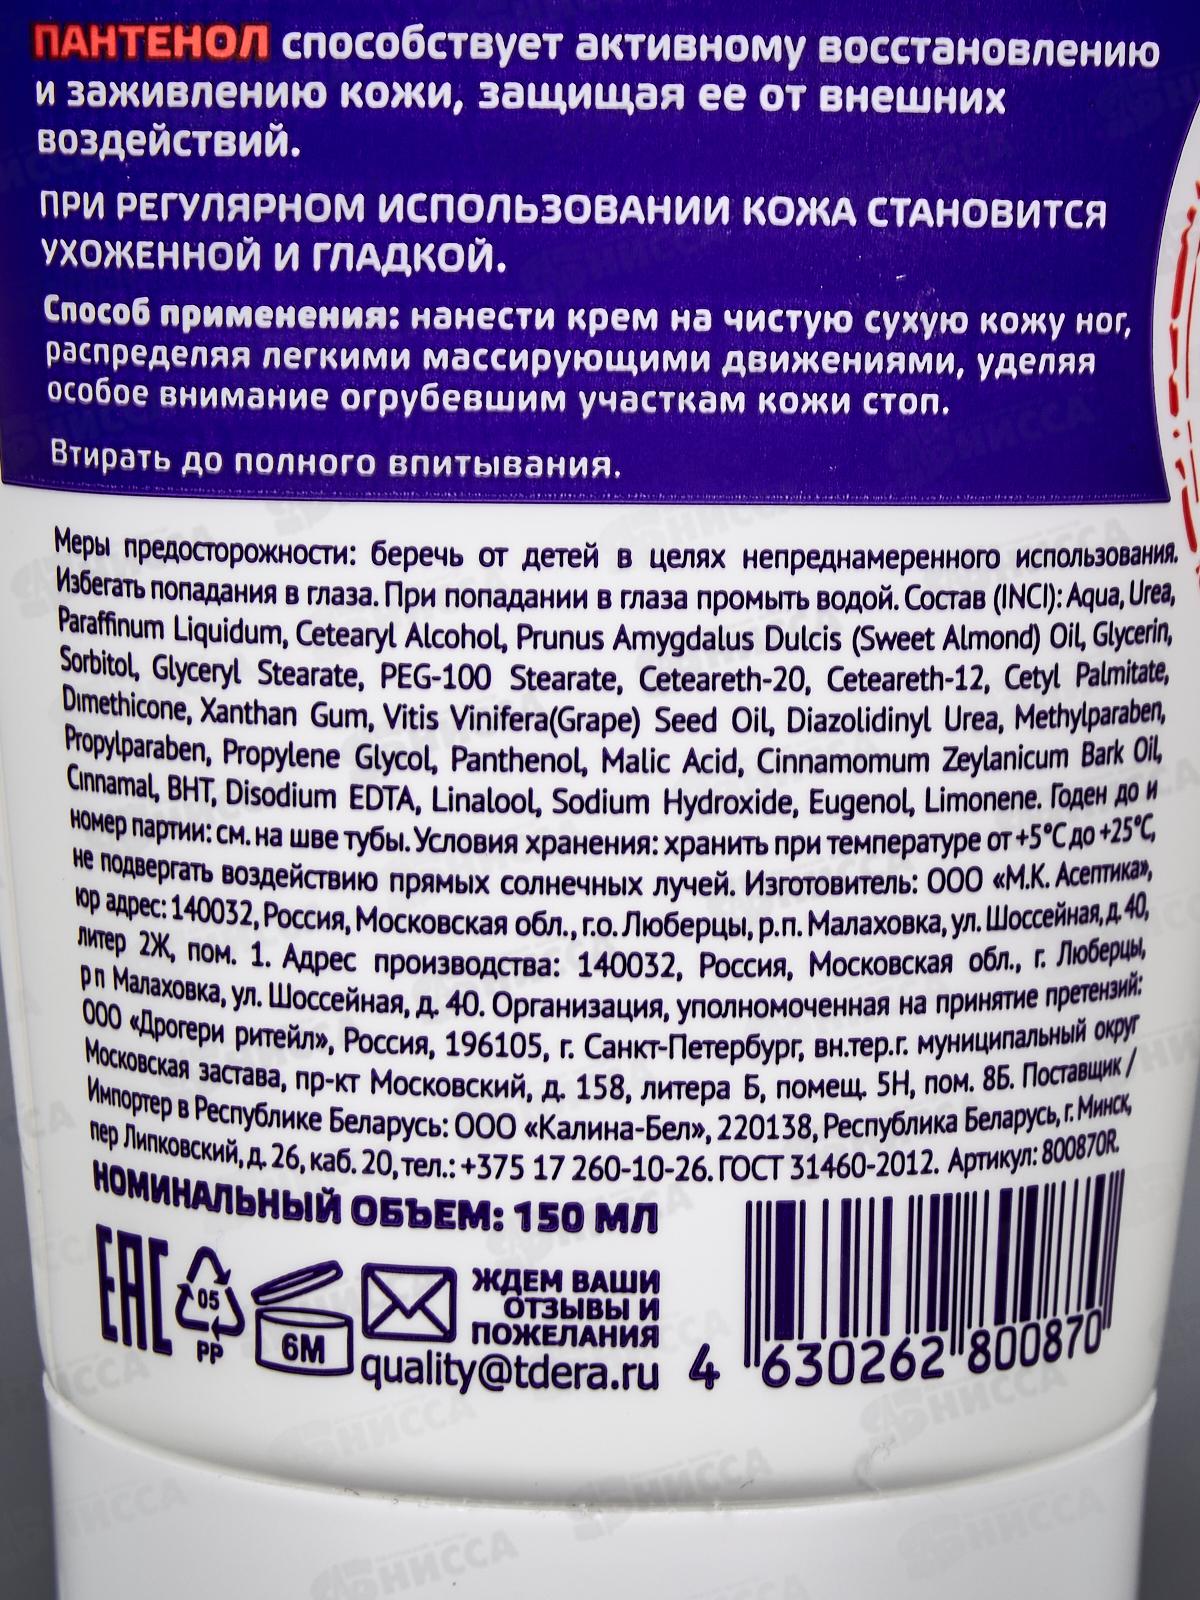 ПАНТЕНОЛ способствует активному восстановлению
и заживлению кожи, защищая ее от внешних
воздействий.
ПРИ РЕГУЛЯРНОМ ИСПОЛЬЗОВАНИИ КОЖА СТАНОВИТСЯ
УХОЖЕННОЙ И ГЛАДКОЙ.
Способ применения: нанести крем на чистую сухую кожу ног,
распределяя легкими массирующими движениями, уделяя
особое внимание огрубевшим участкам кожи стоп.
Втирать до полного впитывания.
Меры предосторожности: беречь от детей в целях непреднамеренного использования.
Избегать попадания в глаза. При попадании в глаза промыть водой. Состав (INCI): Aqua, Urea,
Paraffinum Liquidum, Cetearyl Alcohol, Prunus Amygdalus Dulcis (Sweet Almond) Oil, Glycerin,
Sorbitol, Glyceryl Stearate, PEG-100 Stearate, Ceteareth-20, Ceteareth-12, Cetyl Palmitate,
Dimethicone, Xanthan Gum, Vitis Vinifera(Grape) Seed Oil, Diazolidinyl Urea, Methylparaben,
Propylparaben, Propylene Glycol, Panthenol, Malic Acid, Cinnamomum Zeylanicum Bark Oil,
Cinnamal, BHT, Disodium EDTA, Linalool, Sodium Hydroxide, Eugenol, Limonene. Годен до и
номер партии: см. на шве тубы. Условия хранения: хранить при температуре от +5°C до +25°C,
не подвергать воздействию прямых солнечных лучей. Изготовитель: ООО «М.К. Асептика»,
юр адрес: 140032, Россия, Московская обл., г.о. Люберцы, р.п. Малаховка, ул. Шоссейная, д. 40,
литер 2Ж, пом. 1. Адрес производства: 140032, Россия, Московская обл., г. Люберцы,
р п Малаховка, ул. Шоссейная, д. 40. Организация, уполномоченная на принятие претензий:
ООО «Дрогери ритейл», Россия, 196105, г. Санкт-Петербург, вн.тер.г. муниципальный округ
Московская застава, пр-кт Московский, д. 158, литера Б, помещ. 5Н, пом. 8Б. Поставщик /
Импортер в Республике Беларусь: ООО «Калина-Бел», 220138, Республика Беларусь, г. Минск,
пер Липковский, д. 26, каб. 20, тел.: +375 17 260-10-26. ГОСТ 31460-2012. Артикул: 800870R.
НОМИНАЛЬНЫЙ ОБЪЕМ: 150 МЛ
EAC
05
PP
6M
ЖДЕМ ВАШИ
ОТЗЫВЫ И
ПОЖЕЛАНИЯ
quality@tdera.ru
4 630262 800870